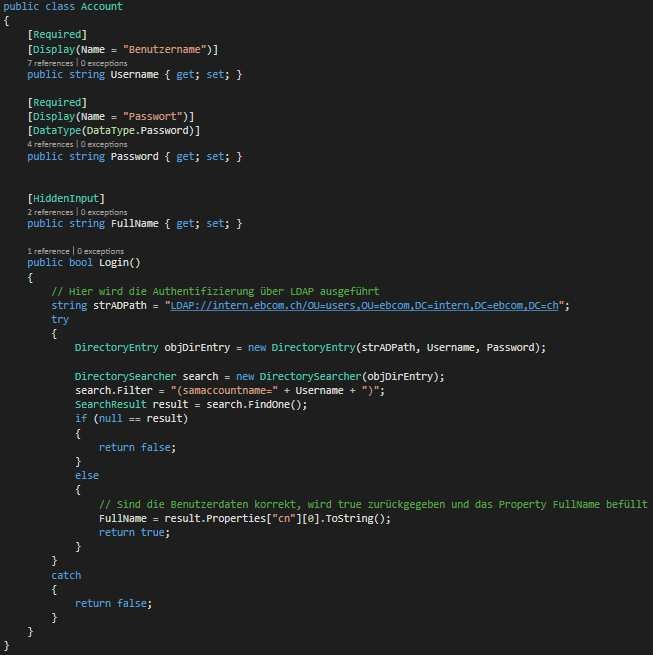 public class Account
{
[Required]
[Display(Name = "Benutzername")]
7 references | 0 exceptions
public string Username { get; set; }
[Required]
[Display(Name = "Passwort")]
[DataType(DataType.Password)]
4 references | 0 exceptions
public string Password { get; set; }
[HiddenInput]
2 references | 0 exceptions
public string FullName { get; set; }
1 reference | 0 exceptions
public bool Login()
{
// Hier wird die Authentifizierung über LDAP ausgeführt
string strADPath = "LDAP://intern.ebcom.ch/OU=users,OU=ebcom,DC=intern,DC=ebcom,DC=ch";
try
{
DirectoryEntry objDirEntry = new DirectoryEntry(strADPath, Username, Password);
DirectorySearcher search = new DirectorySearcher(objDirEntry);
search.Filter = "(samaccountname=" + Username + ")";
SearchResult result = search.FindOne();
if (null == result)
{
return false;
}
else
{
// Sind die Benutzerdaten korrekt, wird true zurückgegeben und das Property FullName befüllt
FullName = result.Properties["cn"][0].ToString();
return true;
}
}
catch
{
return false;
}
}
}